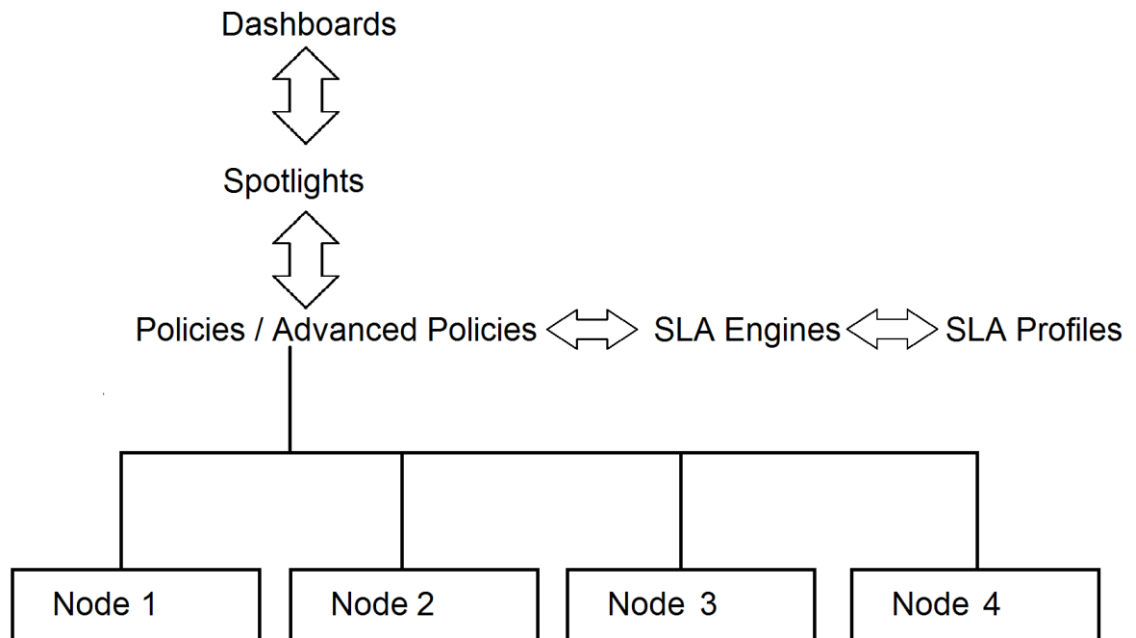 Dashboards
Spotlights
Policies / Advanced Policies SLA Engines SLA Profiles
Node 1 Node 2 Node 3 Node 4